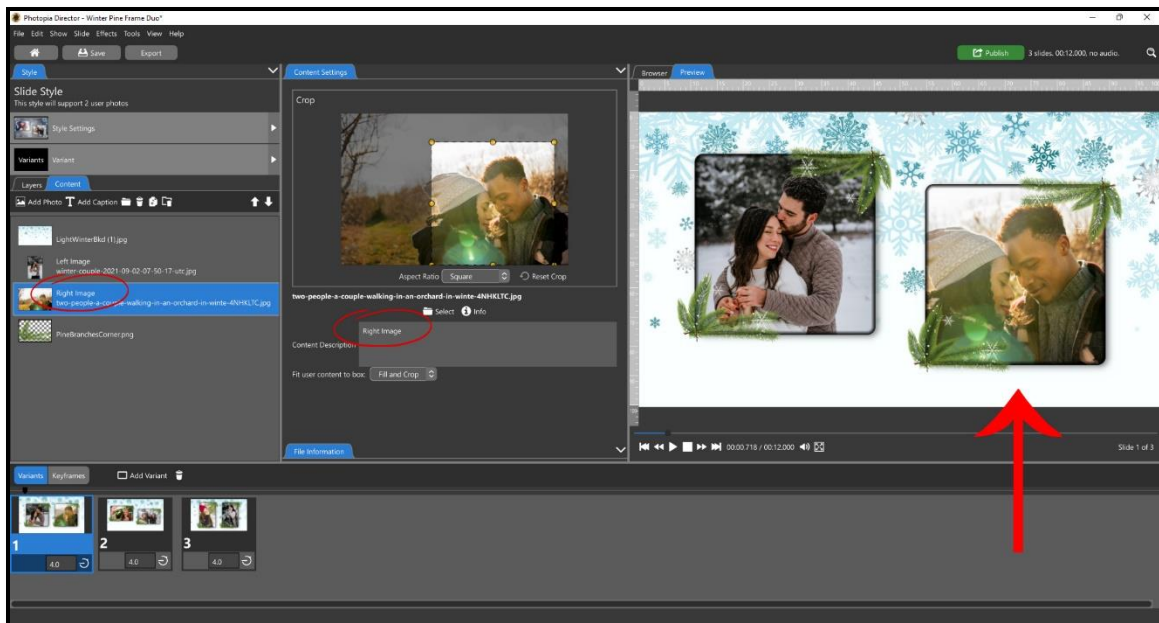 Photopia Director - Winter Pine Frame Duo*
File Edit Show Slide Effects Tools View Help
Save Export Publish 3 slides, 00:12.000, no audio.
Style
Slide Style
This style will support 2 user photos
Style Settings
Variants Variant
Layers Content
Add Photo T Add Caption
LightWinterBkd (1).jpg
Left Image
winter-couple-2021-09-02-07-50-17-utc.jpg
Right Image
two-people-a-couple-walking-in-an-orchard-in-winte-4NHKLTC.jpg
PineBranchesCorner.png
Content Settings
Crop
Aspect Ratio Square Reset Crop
two-people-a-couple-walking-in-an-orchard-in-winte-4NHKLTC.jpg
Select Info
Right Image
Content Description
Fit user content to box: Fill and Crop
File Information
Browser Preview
00:00.718 / 00:12.000
Slide 1 of 3
Variants Keyframes Add Variant
1 2 3
4.0 4.0 4.0